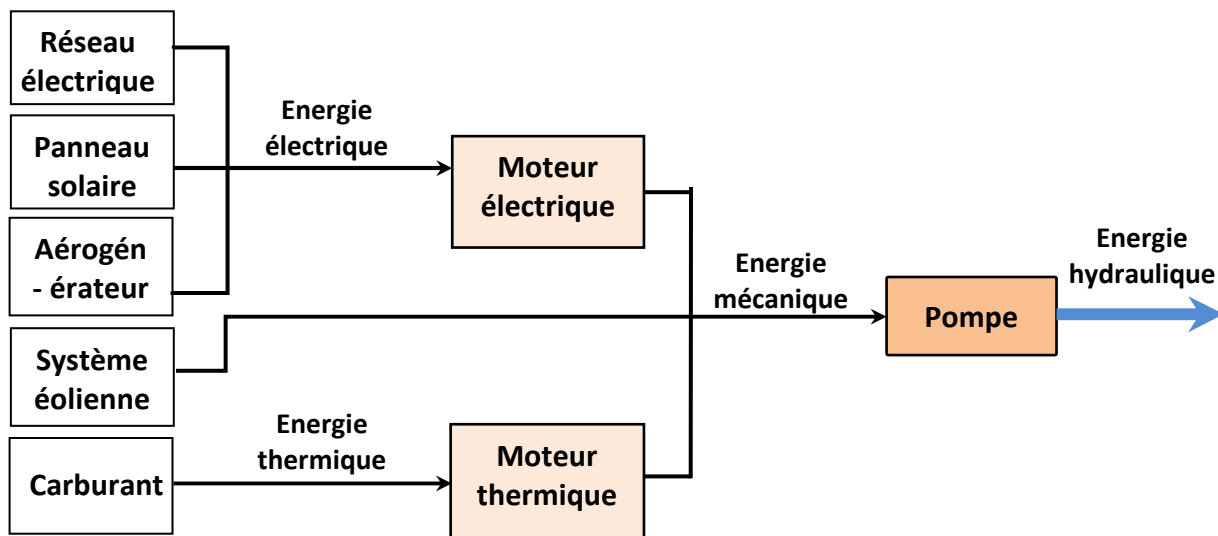 Réseau
électrique
Panneau
solaire
Aérogén
- érateur
Système
éolienne
Carburant
Energie
électrique
Energie
thermique
Moteur
électrique
Moteur
thermique
Energie
mécanique
Pompe
Energie
hydraulique